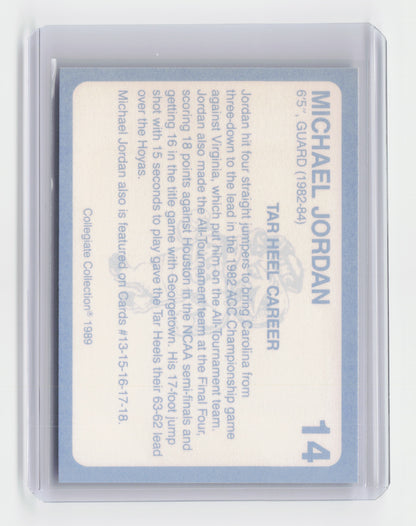 MICHAEL JORDAN
14
6'5", GUARD (1982-84)
TAR HEEL CAREER
Jordan hit four straight jumpers to bring Carolina from
three-down to the lead in the 1982 ACC Championship game
against Virginia, which put him on the All-Tournament team.
Jordan also made the All-Tournament team at the Final Four,
scoring 18 points against Houston in the NCAA semi-finals and
getting 16 in the title game with Georgetown. His 17-foot jump
shot with 15 seconds to play gave the Tar Heels their 63-62 lead
over the Hoyas.
Michael Jordan also is featured on Cards #13-15-16-17-18.
Collegiate Collection® 1989